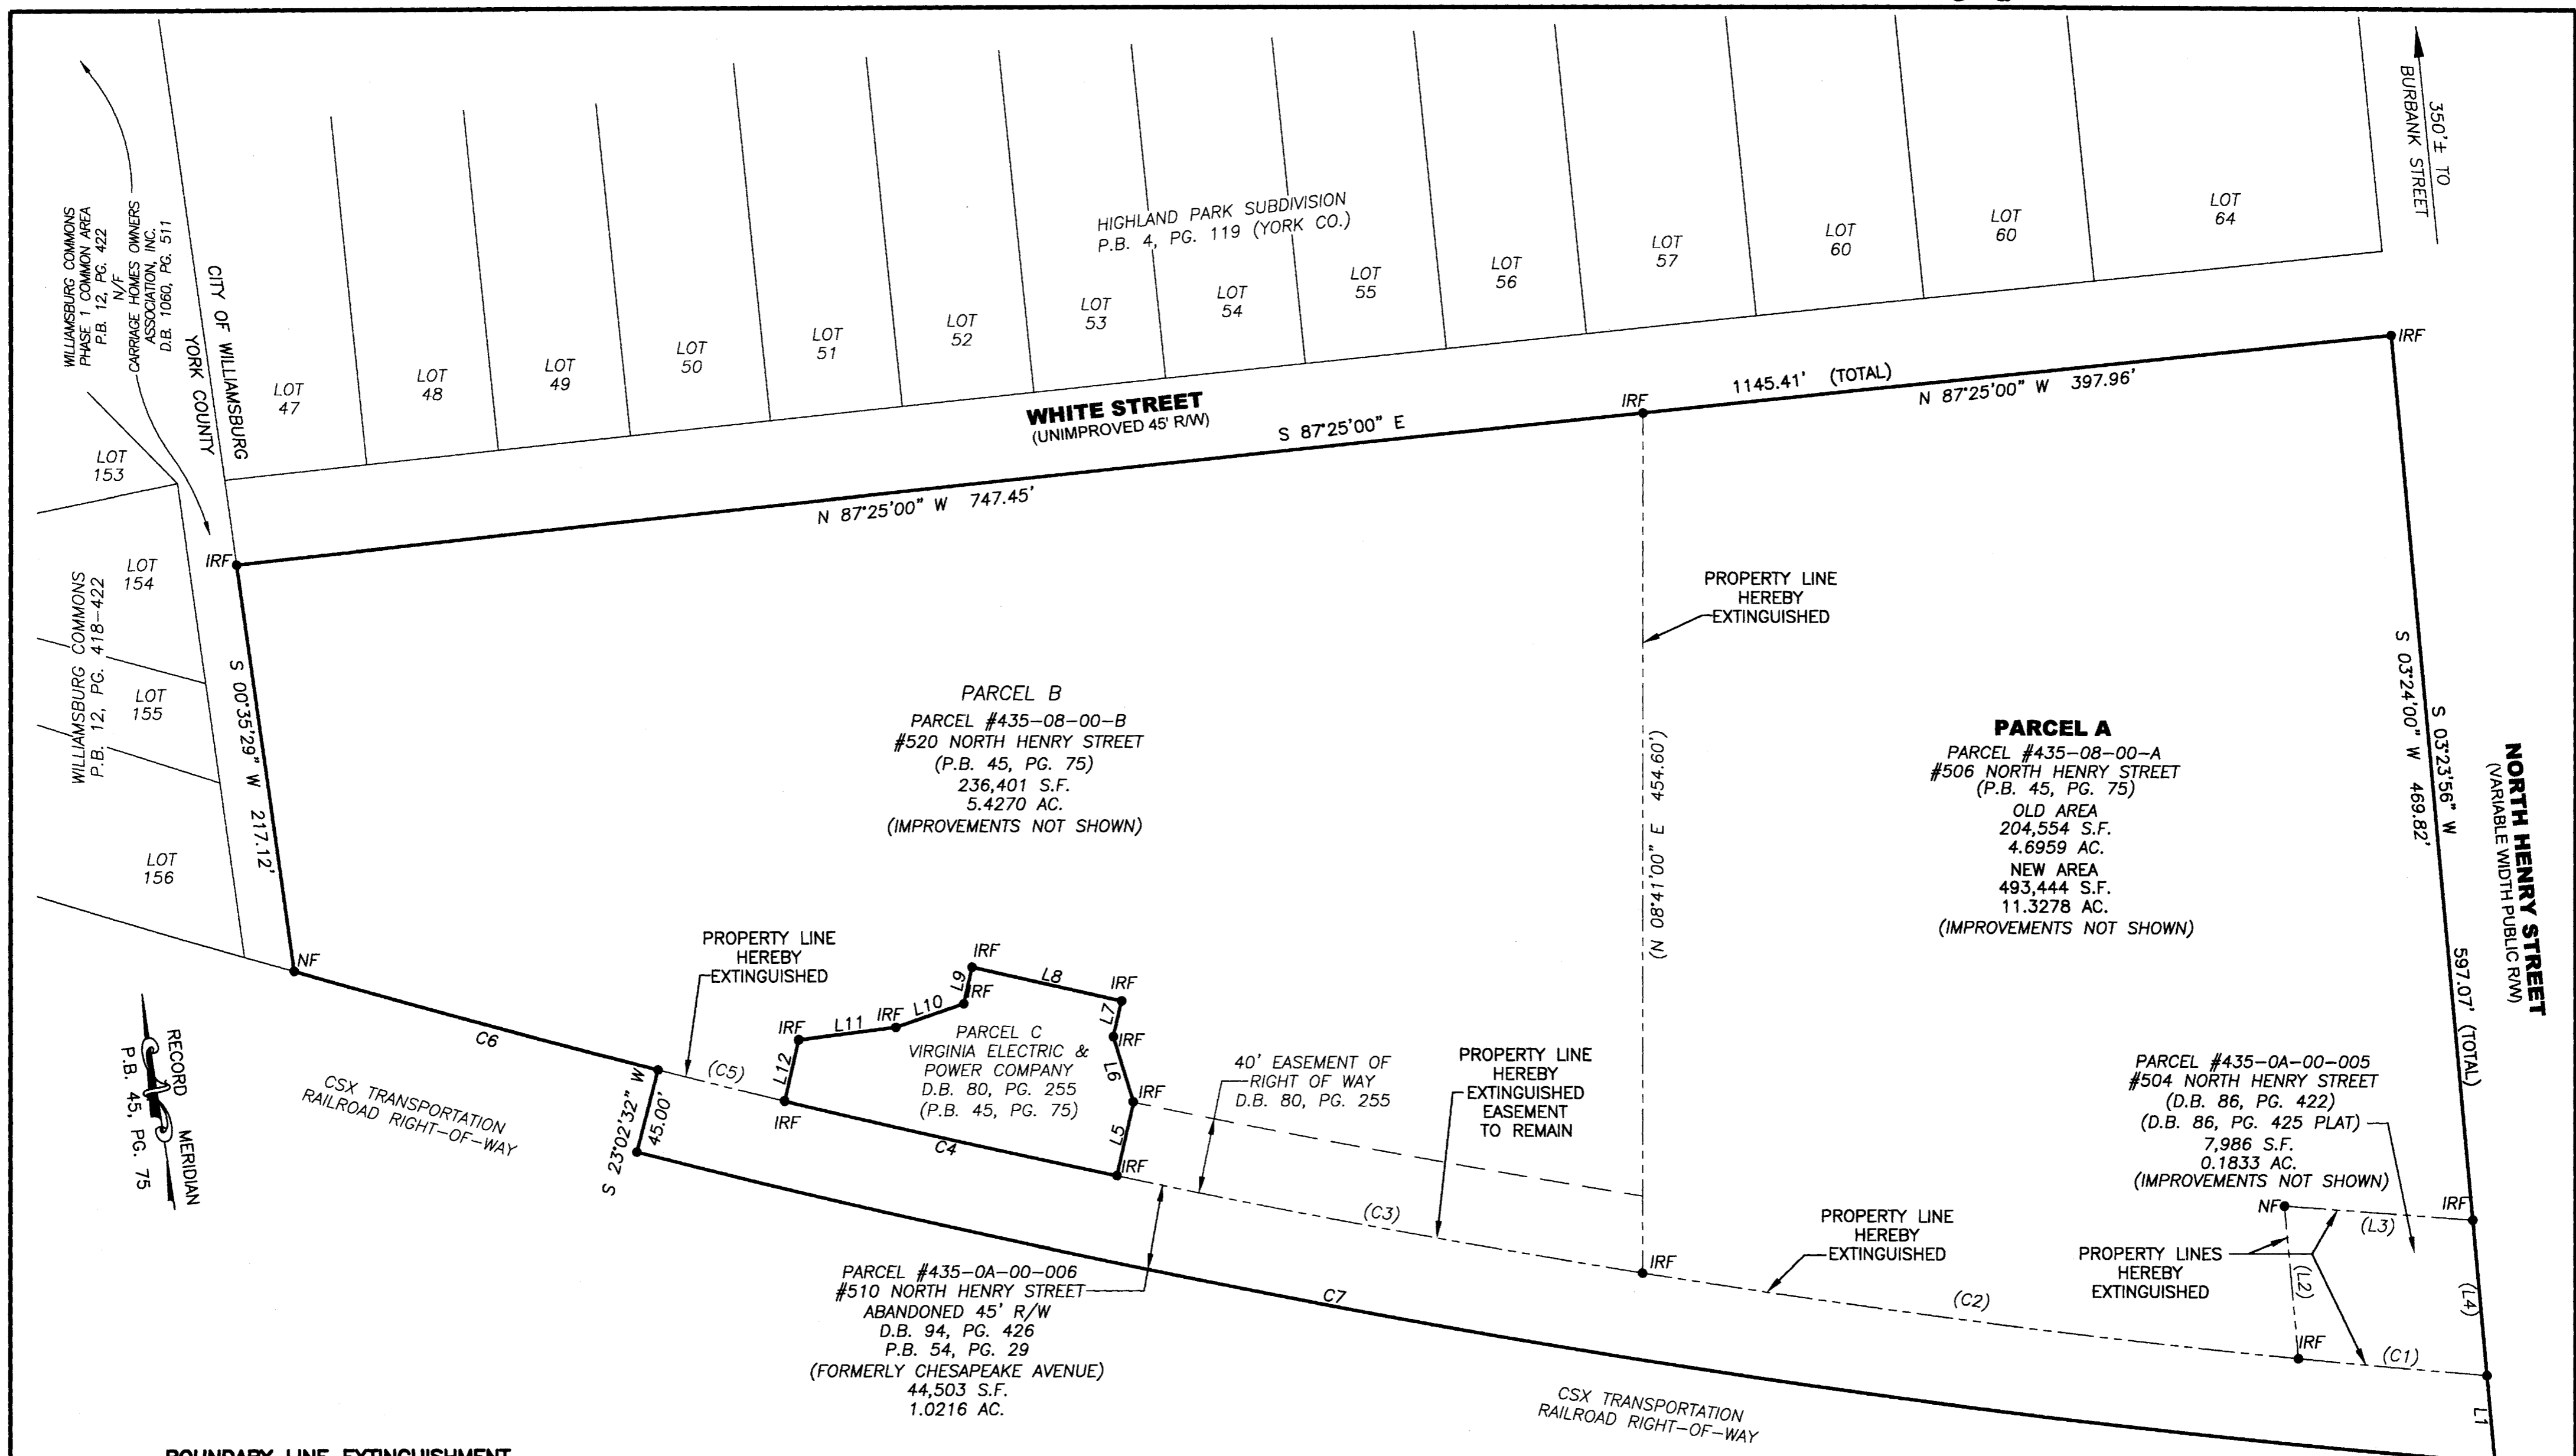 350'± TO
BURBANK STREET
WILLIAMSBURG COMMONS
PHASE 1 COMMON AREA
P.B. 12, PG. 422
N/F
CARRIAGE HOMES OWNERS
ASSOCIATION, INC.
D.B. 1060, PG. 511
CITY OF WILLIAMSBURG
YORK COUNTY
HIGHLAND PARK SUBDIVISION
P.B. 4, PG. 119 (YORK CO.)
LOT
47
LOT
48
LOT
49
LOT
50
LOT
51
LOT
52
LOT
53
LOT
54
LOT
55
LOT
56
LOT
57
LOT
60
LOT
60
LOT
64
WHITE STREET
(UNIMPROVED 45' R/W)
S 87°25'00" E
1145.41' (TOTAL)
IRF
IRF
N 87°25'00" W 397.96'
N 87°25'00" W 747.45'
IRF
LOT
153
LOT
154
LOT
155
LOT
156
WILLIAMSBURG COMMONS
P.B. 12, PG. 418-422
S 00°35'29" W 217.12'
NF
PROPERTY LINE
HEREBY
EXTINGUISHED
PARCEL B
PARCEL #435-08-00-B
#520 NORTH HENRY STREET
(P.B. 45, PG. 75)
236,401 S.F.
5.4270 AC.
(IMPROVEMENTS NOT SHOWN)
(N 08°41'00" E 454.60')
PARCEL A
PARCEL #435-08-00-A
#506 NORTH HENRY STREET
(P.B. 45, PG. 75)
OLD AREA
204,554 S.F.
4.6959 AC.
NEW AREA
493,444 S.F.
11.3278 AC.
(IMPROVEMENTS NOT SHOWN)
S 03°24'00" W 469.82'
S 03°23'56" W 597.07' (TOTAL)
NORTH HENRY STREET
(VARIABLE WIDTH PUBLIC R/W)
PROPERTY LINE
HEREBY
EXTINGUISHED
IRF
L8
IRF
L9
IRF
L7
L10
IRF
L11
IRF
IRF
L12
L6
IRF
L5
IRF
IRF
C4
(C5)
C6
PARCEL C
VIRGINIA ELECTRIC &
POWER COMPANY
D.B. 80, PG. 255
(P.B. 45, PG. 75)
40' EASEMENT OF
RIGHT OF WAY
D.B. 80, PG. 255
PROPERTY LINE
HEREBY
EXTINGUISHED
EASEMENT
TO REMAIN
PARCEL #435-0A-00-005
#504 NORTH HENRY STREET
(D.B. 86, PG. 422)
(D.B. 86, PG. 425 PLAT)
7,986 S.F.
0.1833 AC.
(IMPROVEMENTS NOT SHOWN)
NF
(L3)
IRF
(L2)
(L4)
IRF
(C1)
L1
PROPERTY LINES
HEREBY
EXTINGUISHED
PROPERTY LINE
HEREBY
EXTINGUISHED
(C3)
IRF
(C2)
C7
S 23°02'32" W
45.00'
CSX TRANSPORTATION
RAILROAD RIGHT-OF-WAY
RECORD MERIDIAN
P.B. 45, PG. 75
PARCEL #435-0A-00-006
#510 NORTH HENRY STREET
ABANDONED 45' R/W
D.B. 94, PG. 426
P.B. 54, PG. 29
(FORMERLY CHESAPEAKE AVENUE)
44,503 S.F.
1.0216 AC.
CSX TRANSPORTATION
RAILROAD RIGHT-OF-WAY
BOUNDARY LINE EXTINGUISHMENT